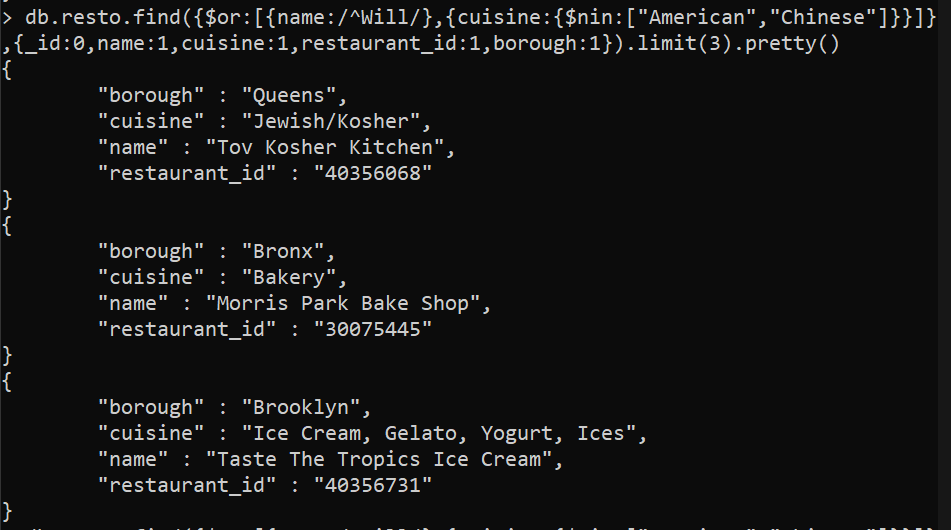 > db.resto.find({$or:[{name:/^Will/},{cuisine:{$nin:["American","Chinese"]}}]}
,{_id:0,name:1,cuisine:1,restaurant_id:1,borough:1}).limit(3).pretty()
{
"borough" : "Queens",
"cuisine" : "Jewish/Kosher",
"name" : "Tov Kosher Kitchen",
"restaurant_id" : "40356068"
}
{
"borough" : "Bronx",
"cuisine" : "Bakery",
"name" : "Morris Park Bake Shop",
"restaurant_id" : "30075445"
}
{
"borough" : "Brooklyn",
"cuisine" : "Ice Cream, Gelato, Yogurt, Ices",
"name" : "Taste The Tropics Ice Cream",
"restaurant_id" : "40356731"
}